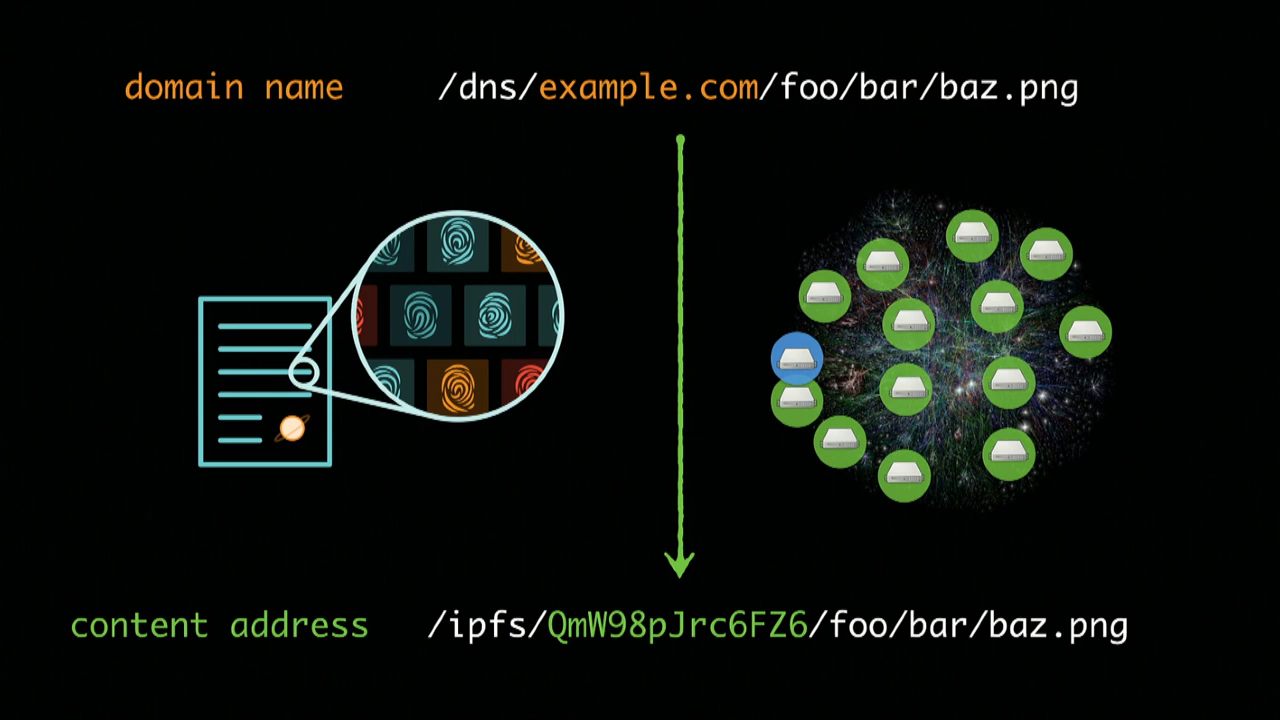 domain name /dns/example.com/foo/bar/baz.png
content address /ipfs/QmW98pJrc6FZ6/foo/bar/baz.png